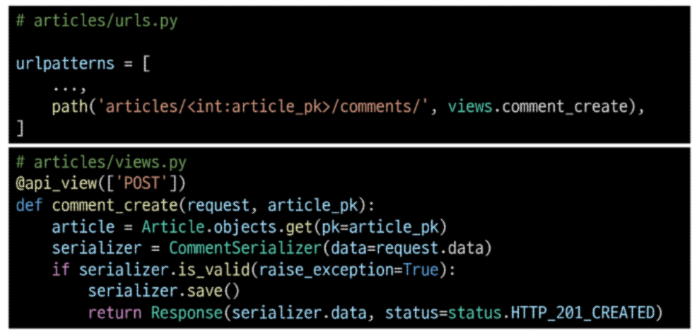 # articles/urls.py
urlpatterns = [
    ...,
    path('articles/<int:article_pk>/comments/', views.comment_create),
]
# articles/views.py
@api_view(['POST'])
def comment_create(request, article_pk):
    article = Article.objects.get(pk=article_pk)
    serializer = CommentSerializer(data=request.data)
    if serializer.is_valid(raise_exception=True):
        serializer.save()
        return Response(serializer.data, status=status.HTTP_201_CREATED)